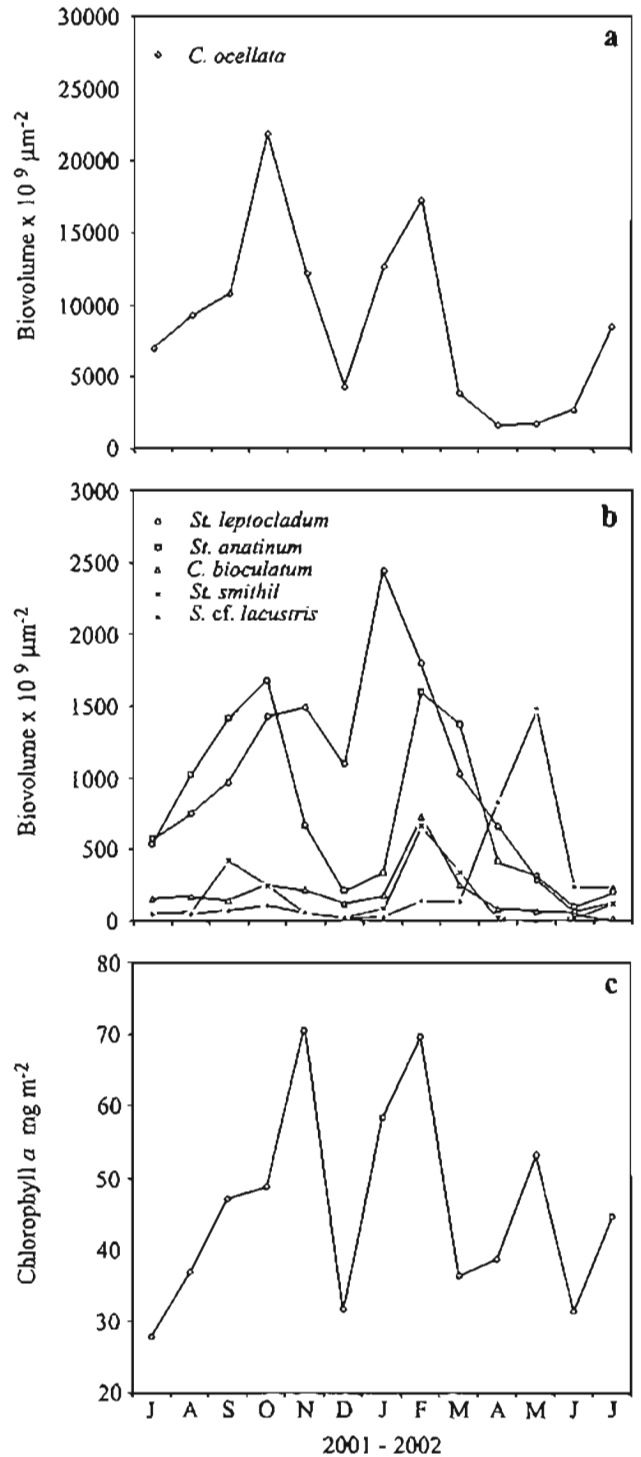 a
C. ocellata
30000
25000
20000
15000
10000
5000
0
Biovolume x 10 9 μm-2
b
St. leptocladum
St. anatinum
C. bioculatum
St. smithil
S. cf. lacustris
3000
2500
2000
1500
1000
500
0
Biovolume x 10 9 μm-2
c
80
70
60
50
40
30
20
Chlorophyll a mg m-2
J A S O N D J F M A M J J
2001 - 2002